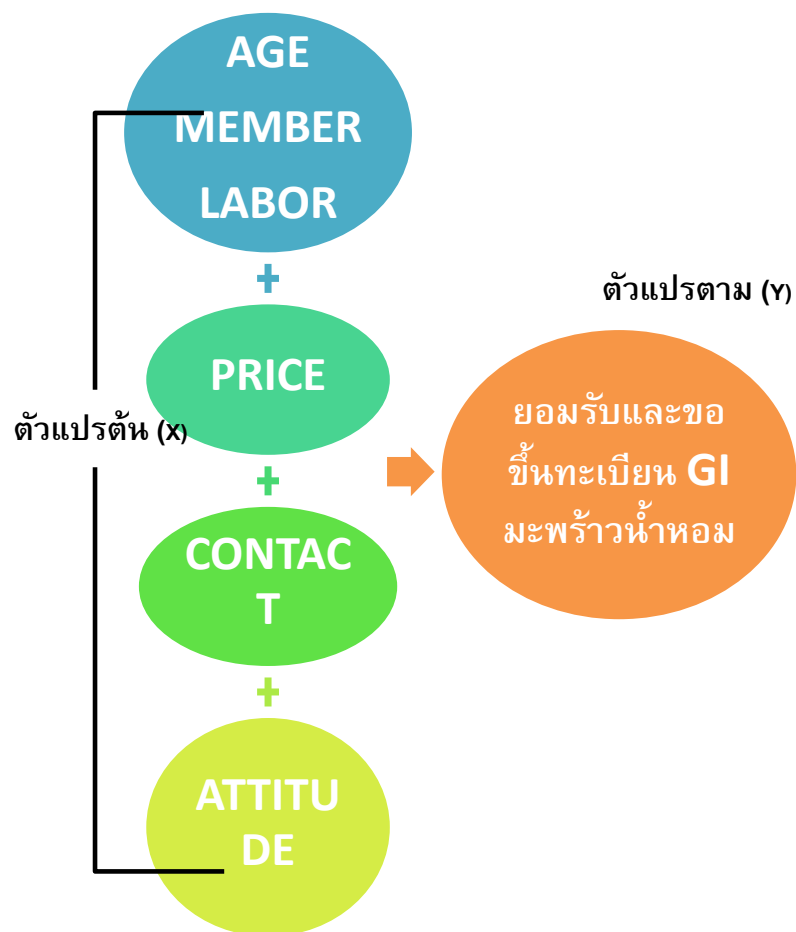 AGE
MEMBER
LABOR
PRICE
ตัวแปรต้น (X)
CONTAC
T
ATTITU
DE
ตัวแปรตาม (Y)
ยอมรับและขอ
ขึ้นทะเบียน GI
มะพร้าวน้ำหอม